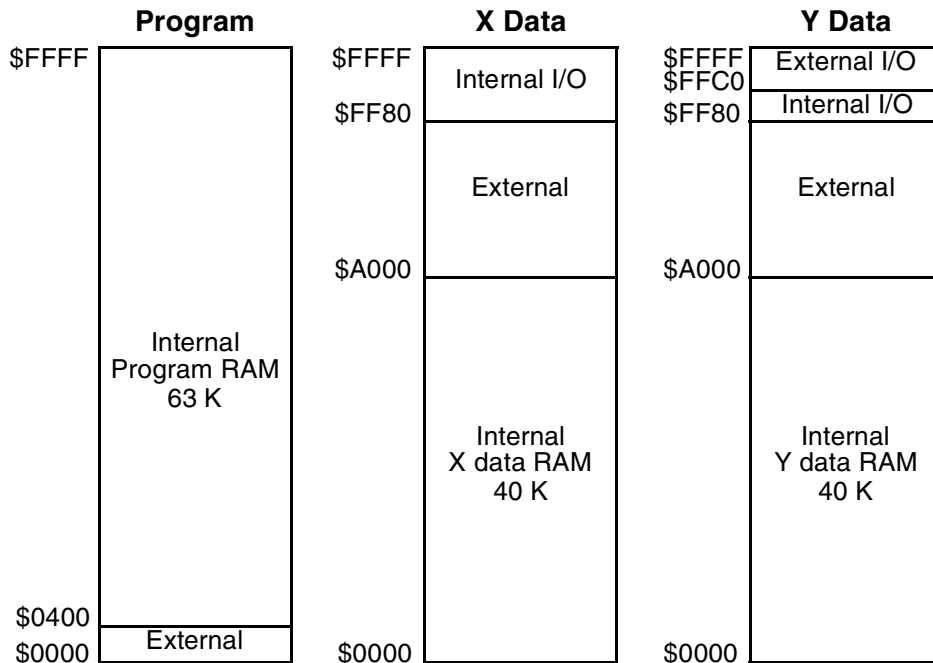 Program
$FFFF
Internal
Program RAM
63 K
$0400
External
$0000
X Data
$FFFF
Internal I/O
$FF80
External
$A000
Internal
X data RAM
40 K
$0000
Y Data
$FFFF
External I/O
$FFC0
Internal I/O
$FF80
External
$A000
Internal
Y data RAM
40 K
$0000